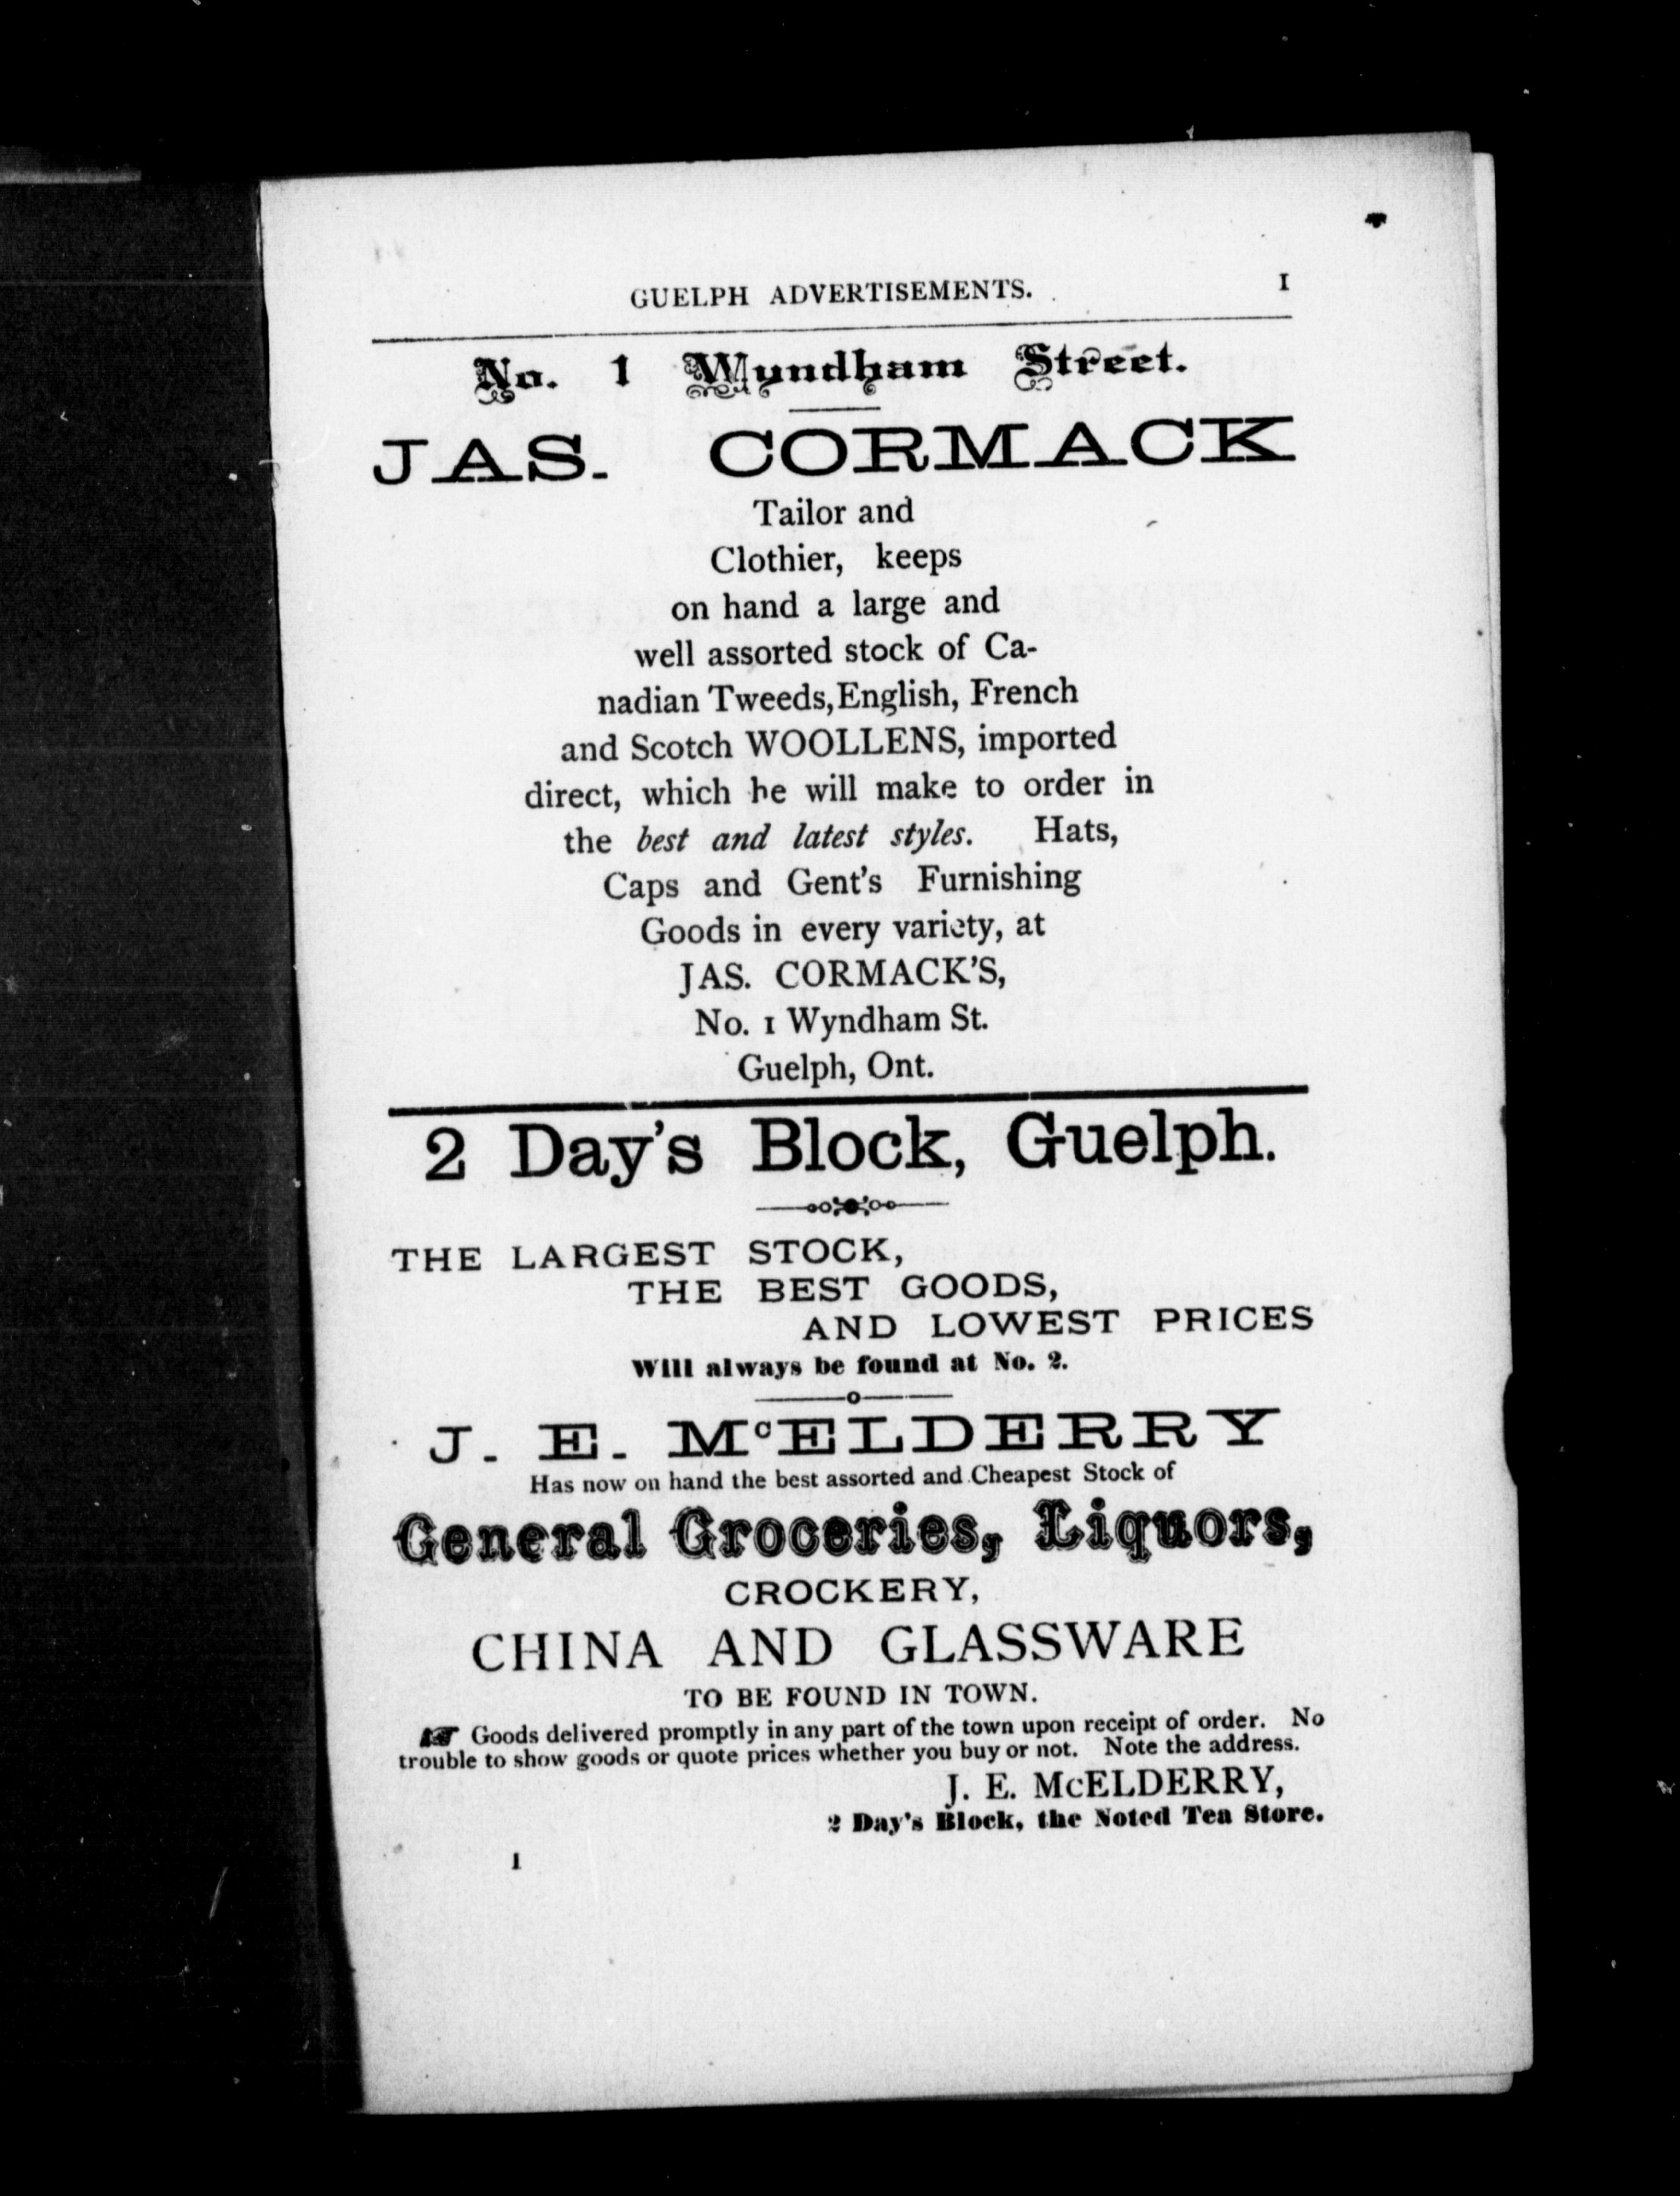 GUELPH ADVERTISEMENTS. I
No. 1 Wyndham Street.
JAS. CORMACK
Tailor and
Clothier, keeps
on hand a large and
well assorted stock of Ca-
nadian Tweeds, English, French
and Scotch WOOLLENS, imported
direct, which he will make to order in
the best and latest styles. Hats,
Caps and Gent's Furnishing
Goods in every variety, at
JAS. CORMACK'S,
No. 1 Wyndham St.
Guelph, Ont.
2 Day's Block, Guelph.
THE LARGEST STOCK,
THE BEST GOODS,
AND LOWEST PRICES
Will always be found at No. 2.
J. E. McELDERRY
Has now on hand the best assorted and Cheapest Stock of
General Groceries, Liquors,
CROCKERY,
CHINA AND GLASSWARE
TO BE FOUND IN TOWN.
☞ Goods delivered promptly in any part of the town upon receipt of order. No
trouble to show goods or quote prices whether you buy or not. Note the address.
J. E. McELDERRY,
2 Day's Block, the Noted Tea Store.
1